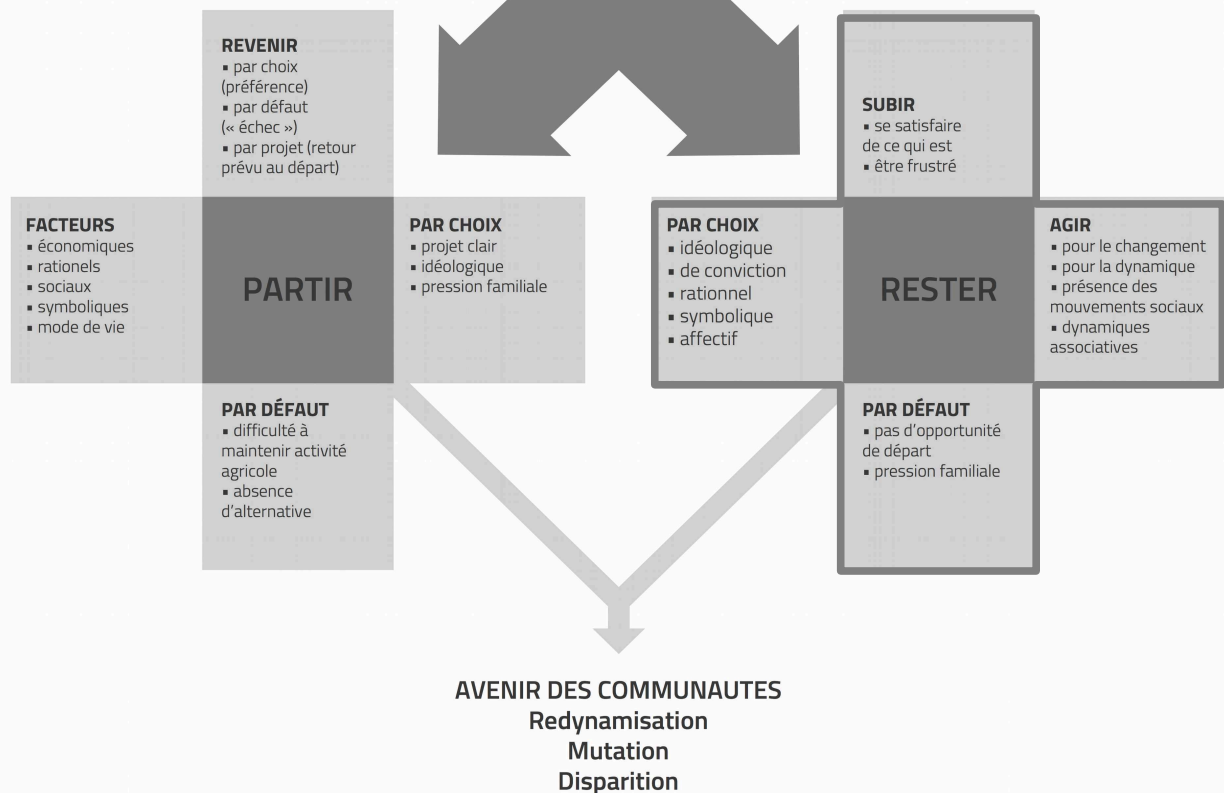 REVENIR
▪ par choix
(préférence)
▪ par défaut
(« échec »)
▪ par projet (retour
prévu au départ)
FACTEURS
▪ économiques
▪ rationels
▪ sociaux
▪ symboliques
▪ mode de vie
PARTIR
PAR CHOIX
▪ projet clair
▪ idéologique
▪ pression familiale
PAR DÉFAUT
▪ difficulté à
maintenir activité
agricole
▪ absence
d'alternative
SUBIR
▪ se satisfaire
de ce qui est
▪ être frustré
PAR CHOIX
▪ idéologique
▪ de conviction
▪ rationnel
▪ symbolique
▪ affectif
RESTER
AGIR
▪ pour le changement
▪ pour la dynamique
▪ présence des
mouvements sociaux
▪ dynamiques
associatives
PAR DÉFAUT
▪ pas d'opportunité
de départ
▪ pression familiale
AVENIR DES COMMUNAUTES
Redynamisation
Mutation
Disparition